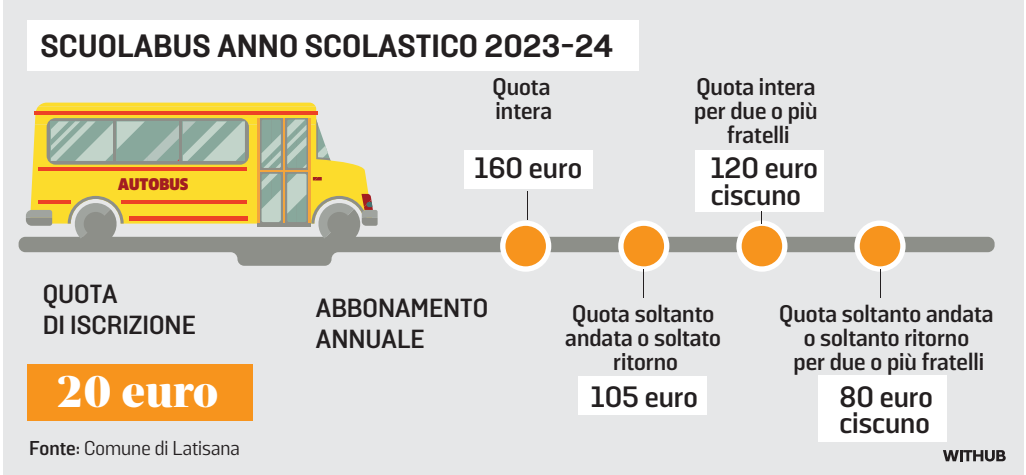 SCUOLABUS ANNO SCOLASTICO 2023-24
AUTOBUS
QUOTA
DI ISCRIZIONE
20 euro
ABBONAMENTO
ANNUALE
Quota
intera
160 euro
Quota soltanto
andata o soltato
ritorno
105 euro
Quota intera
per due o più
fratelli
120 euro
ciscuno
Quota soltanto andata
o soltanto ritorno
per due o più fratelli
80 euro
ciscuno
Fonte: Comune di Latisana
WITHUB